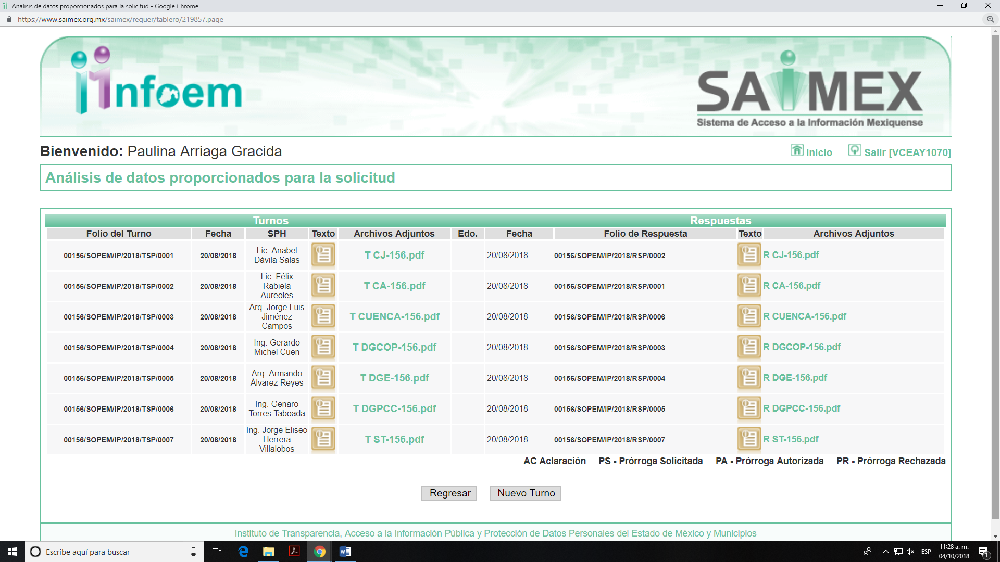 Análisis de datos proporcionados para la solicitud - Google Chrome
https://www.saimex.org.mx/saimex/requer/tablero/219857.page
infoem
SAIMEX
Sistema de Acceso a la Información Mexiquense
Bienvenido: Paulina Arriaga Gracida
Inicio Salir [VCEAY1070]
Análisis de datos proporcionados para la solicitud
Turnos Respuestas
Folio del Turno Fecha SPH Texto Archivos Adjuntos Edo. Fecha Folio de Respuesta Texto Archivos Adjuntos
00156/SOPEM/IP/2018/TSP/0001 20/08/2018 Lic. Anabel Dávila Salas T CJ-156.pdf 20/08/2018 00156/SOPEM/IP/2018/RSP/0002 R CJ-156.pdf
00156/SOPEM/IP/2018/TSP/0002 20/08/2018 Lic. Félix Rabiela Aureoles T CA-156.pdf 20/08/2018 00156/SOPEM/IP/2018/RSP/0001 R CA-156.pdf
00156/SOPEM/IP/2018/TSP/0003 20/08/2018 Arq. Jorge Luis Jiménez Campos T CUENCA-156.pdf 20/08/2018 00156/SOPEM/IP/2018/RSP/0006 R CUENCA-156.pdf
00156/SOPEM/IP/2018/TSP/0004 20/08/2018 Ing. Gerardo Michel Cuen T DGCOP-156.pdf 20/08/2018 00156/SOPEM/IP/2018/RSP/0003 R DGCOP-156.pdf
00156/SOPEM/IP/2018/TSP/0005 20/08/2018 Arq. Armando Álvarez Reyes T DGE-156.pdf 20/08/2018 00156/SOPEM/IP/2018/RSP/0004 R DGE-156.pdf
00156/SOPEM/IP/2018/TSP/0006 20/08/2018 Ing. Genaro Torres Taboada T DGPCC-156.pdf 20/08/2018 00156/SOPEM/IP/2018/RSP/0005 R DGPCC-156.pdf
00156/SOPEM/IP/2018/TSP/0007 20/08/2018 Ing. Jorge Eliseo Herrera Villalobos T ST-156.pdf 20/08/2018 00156/SOPEM/IP/2018/RSP/0007 R ST-156.pdf
AC Aclaración PS - Prórroga Solicitada PA - Prórroga Autorizada PR - Prórroga Rechazada
Regresar Nuevo Turno
Instituto de Transparencia, Acceso a la Información Pública y Protección de Datos Personales del Estado de México y Municipios
Escribe aquí para buscar
ESP
11:28 a. m.
04/10/2018
1